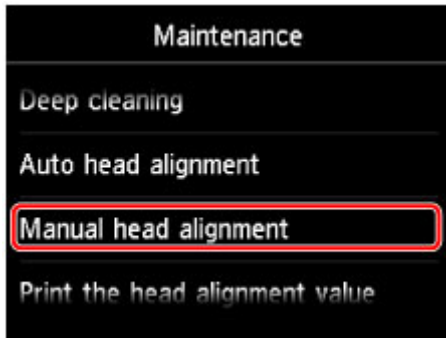 Maintenance
Deep cleaning
Auto head alignment
Manual head alignment
Print the head alignment value